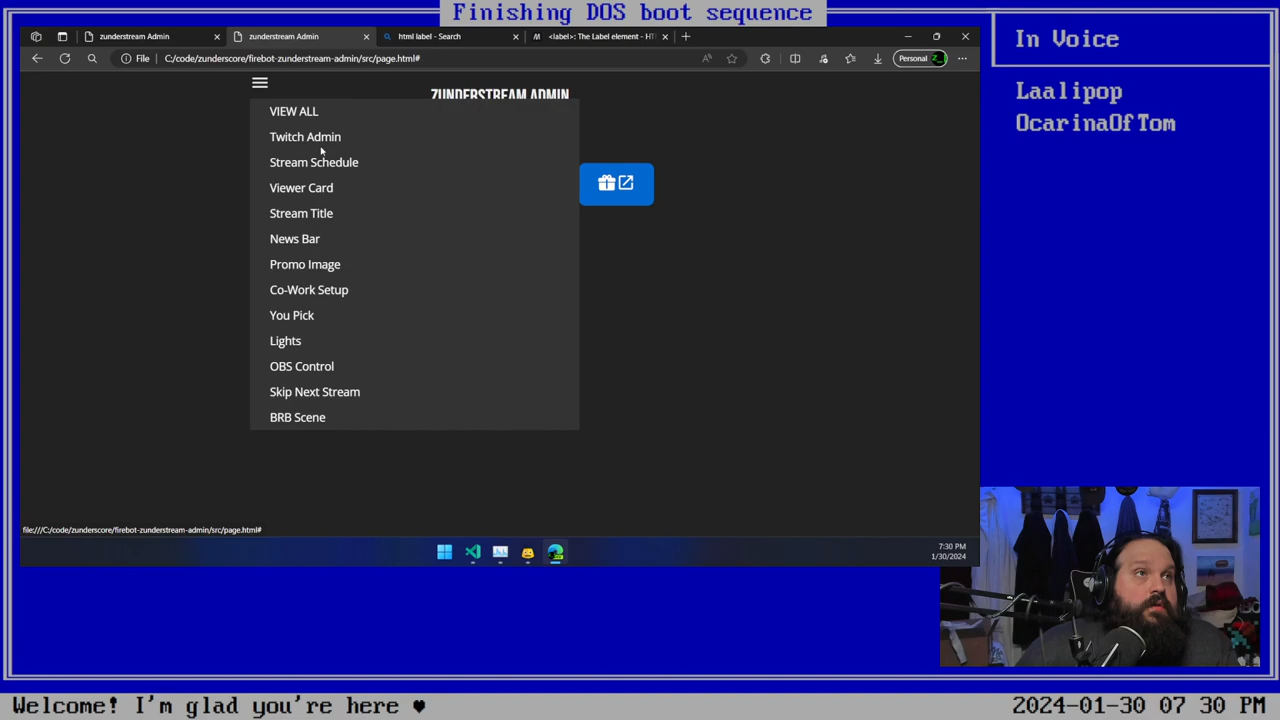 Finishing DOS boot sequence
zunderstream Admin
zunderstream Admin
html label - Search
<label>: The Label element - HT
File
C:/code/zunderscore/firebot-zunderstream-admin/src/page.html#
Personal
ZUNDERSTREAM ADMIN
VIEW ALL
Twitch Admin
Stream Schedule
Viewer Card
Stream Title
News Bar
Promo Image
Co-Work Setup
You Pick
Lights
OBS Control
Skip Next Stream
BRB Scene
file:///C:/code/zunderscore/firebot-zunderstream-admin/src/page.html#
7:30 PM
1/30/2024
In Voice
Laalipop
OcarinaOfTom
Welcome! I'm glad you're here ♥
2024-01-30 07 30 PM